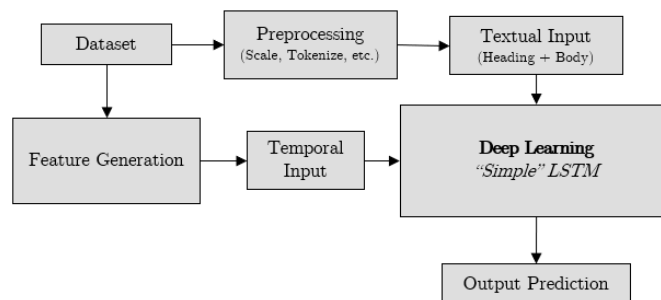 Dataset
Preprocessing
(Scale, Tokenize, etc.)
Textual Input
(Heading + Body)
Feature Generation
Temporal
Input
Deep Learning
“Simple” LSTM
Output Prediction